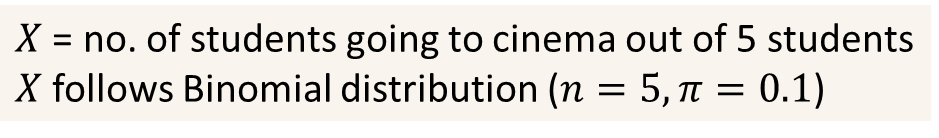 X = no. of students going to cinema out of 5 students
X follows Binomial distribution (n = 5, π = 0.1)